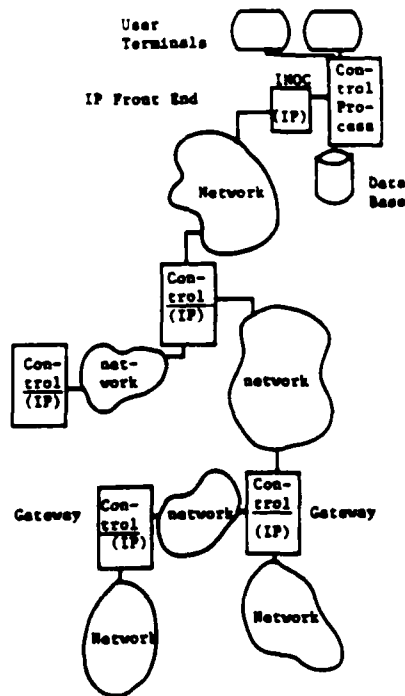 User
Terminals
INOC
Con-
trol
Pro-
cess
IP Front End
(IP)
Network
Data
Base
Con-
trol
(IP)
Con-
trol
(IP)
net-
work
network
Gateway
Con-
trol
(IP)
network
Con-
trol
(IP)
Gateway
Network
Network